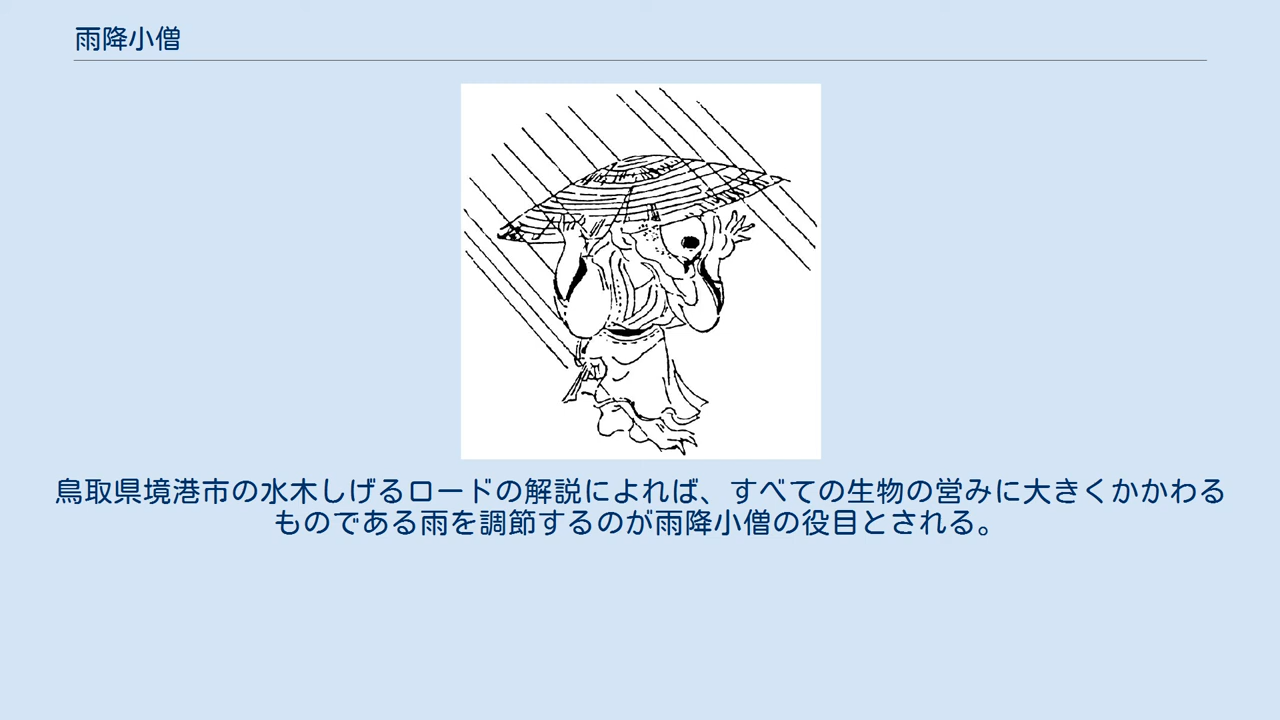 雨降小僧
鳥取県境港市の水木しげるロードの解説によれば、すべての生物の営みに大きくかかわる
ものである雨を調節するのが雨降小僧の役目とされる。